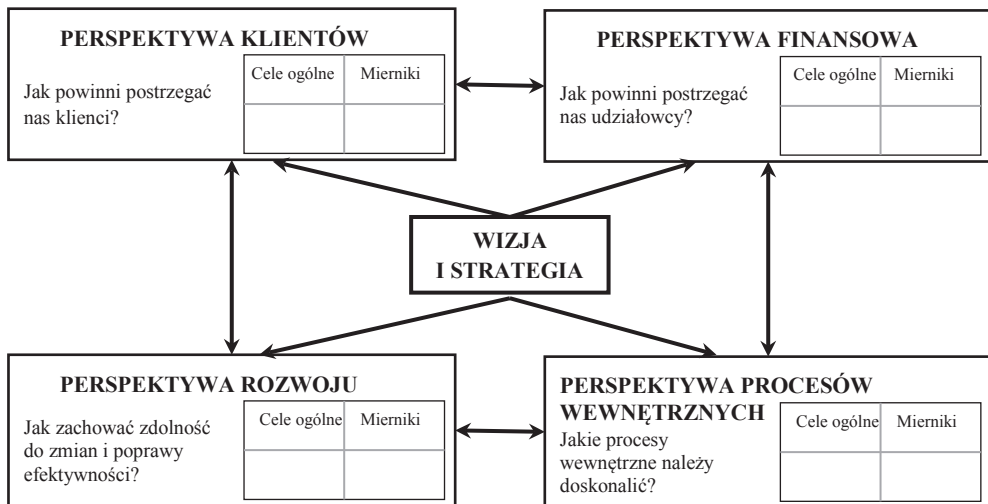 PERSPEKTYWA KLIENTÓW
Cele ogólne Mierniki
Jak powinni postrzegać
nas klienci?
PERSPEKTYWA FINANSOWA
Cele ogólne Mierniki
Jak powinni postrzegać
nas udziałowcy?
WIZJA
I STRATEGIA
PERSPEKTYWA ROZWOJU
Cele ogólne Mierniki
Jak zachować zdolność
do zmian i poprawy
efektywności?
PERSPEKTYWA PROCESÓW
WEWNĘTRZNYCH
Cele ogólne Mierniki
Jakie procesy
wewnętrzne należy
doskonalić?